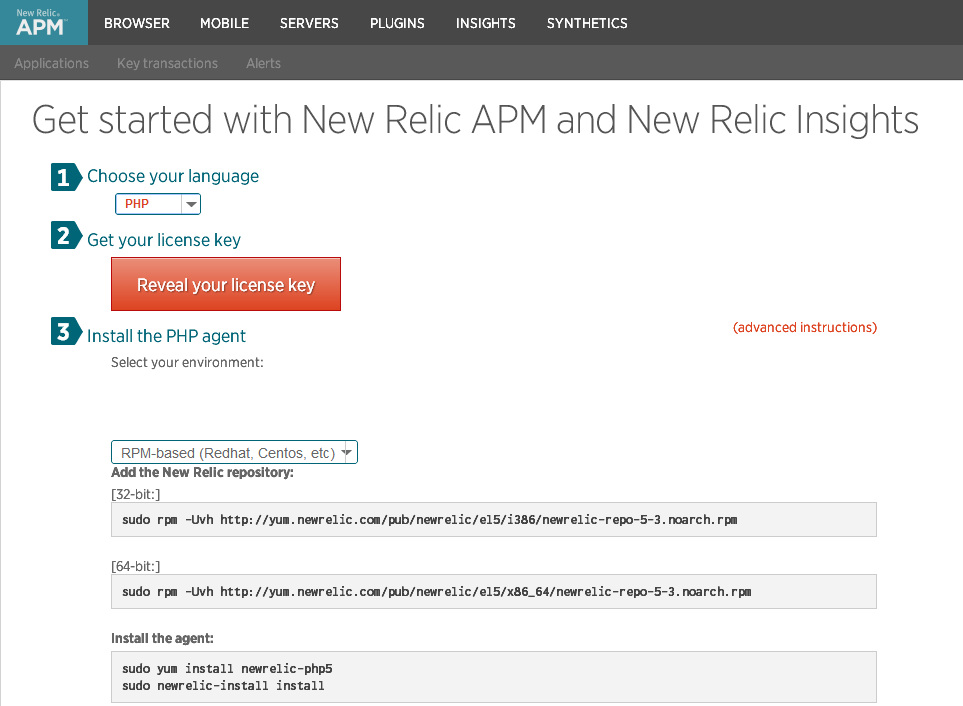 New Relic®
APM™
BROWSER MOBILE SERVERS PLUGINS INSIGHTS SYNTHETICS
Applications Key transactions Alerts
Get started with New Relic APM and New Relic Insights
1 Choose your language
PHP
2 Get your license key
Reveal your license key
3 Install the PHP agent
(advanced instructions)
Select your environment:
RPM-based (Redhat, Centos, etc)
Add the New Relic repository:
[32-bit:]
sudo rpm -Uvh http://yum.newrelic.com/pub/newrelic/el5/i386/newrelic-repo-5-3.noarch.rpm
[64-bit:]
sudo rpm -Uvh http://yum.newrelic.com/pub/newrelic/el5/x86_64/newrelic-repo-5-3.noarch.rpm
Install the agent:
sudo yum install newrelic-php5
sudo newrelic-install install